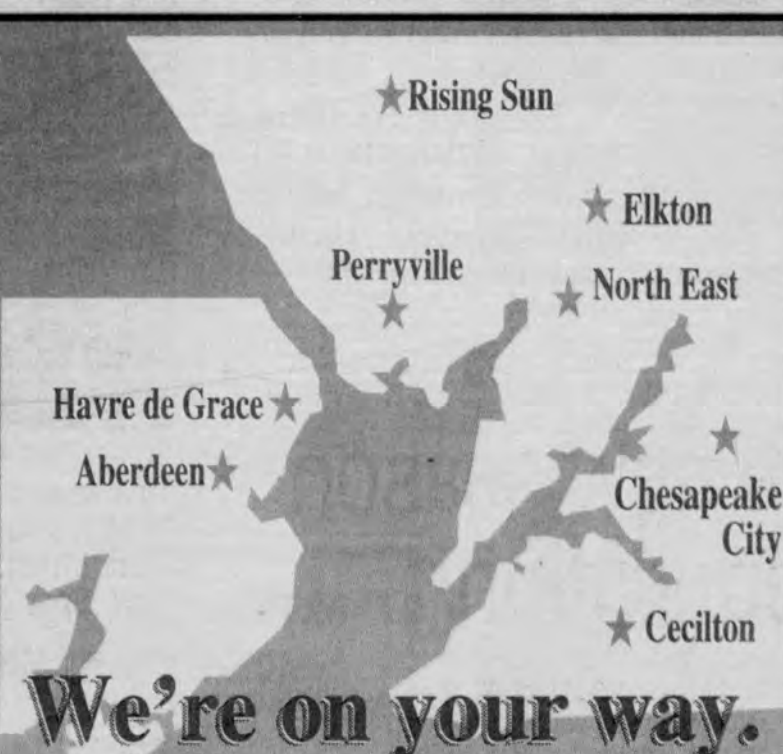 Rising Sun
Elkton
Perryville
North East
Havre de Grace
Aberdeen
Chesapeake
City
Cecilton
We're on your way.